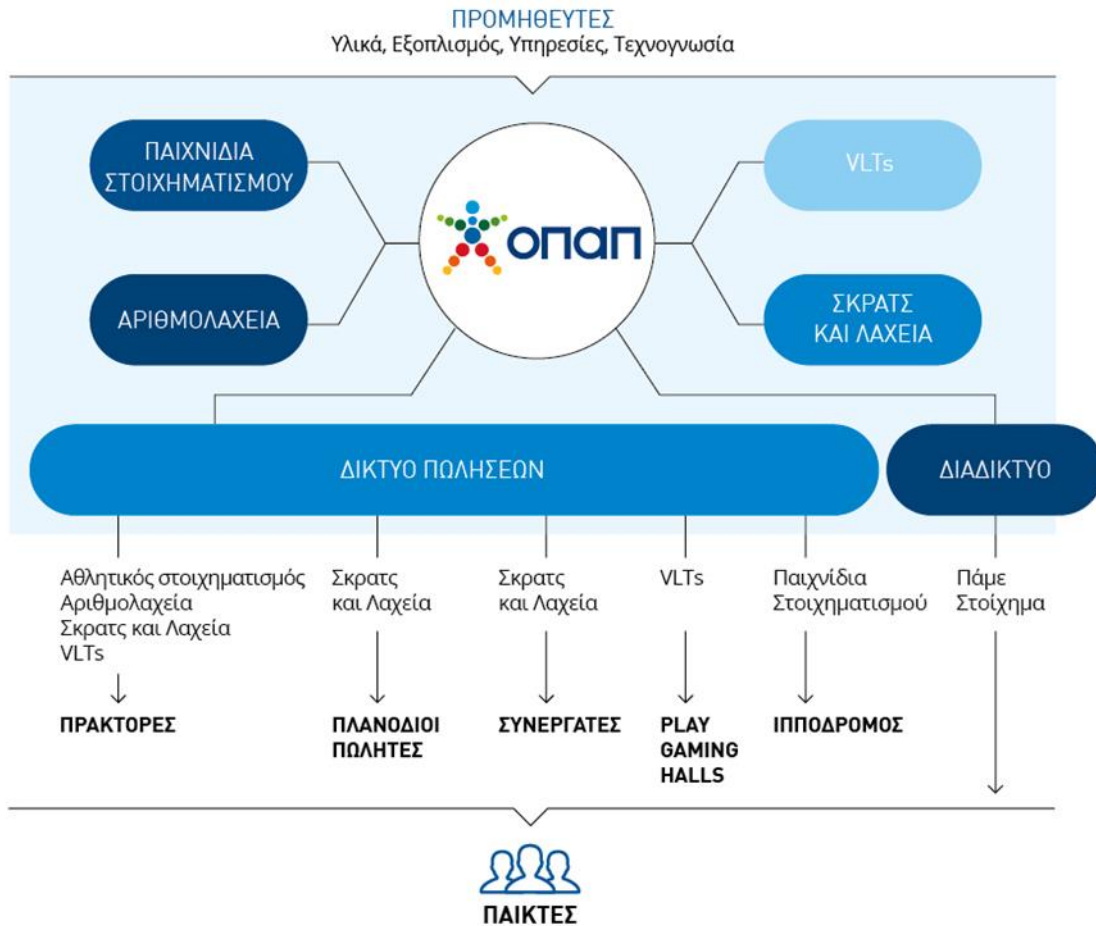 ΠΡΟΜΗΘΕΥΤΕΣ
Υλικά, Εξοπλισμός, Υπηρεσίες, Τεχνογνωσία
ΠΑΙΧΝΙΔΙΑ
ΣΤΟΙΧΗΜΑΤΙΣΜΟΥ
VLTs
οπαπ
ΑΡΙΘΜΟΛΑΧΕΙΑ
ΣΚΡΑΤΣ
ΚΑΙ ΛΑΧΕΙΑ
ΔΙΚΤΥΟ ΠΩΛΗΣΕΩΝ
ΔΙΑΔΙΚΤΥΟ
Αθλητικός στοιχηματισμός
Αριθμολαχεία
Σκρατς και Λαχεία
VLTs
Σκρατς
και Λαχεία
Σκρατς
και Λαχεία
VLTs
Παιχνίδια
Στοιχηματισμού
Πάμε
Στοίχημα
ΠΡΑΚΤΟΡΕΣ
ΠΛΑΝΟΔΙΟΙ
ΠΩΛΗΤΕΣ
ΣΥΝΕΡΓΑΤΕΣ
PLAY
GAMING
HALLS
ΙΠΠΟΔΡΟΜΟΣ
ΠΑΙΚΤΕΣ